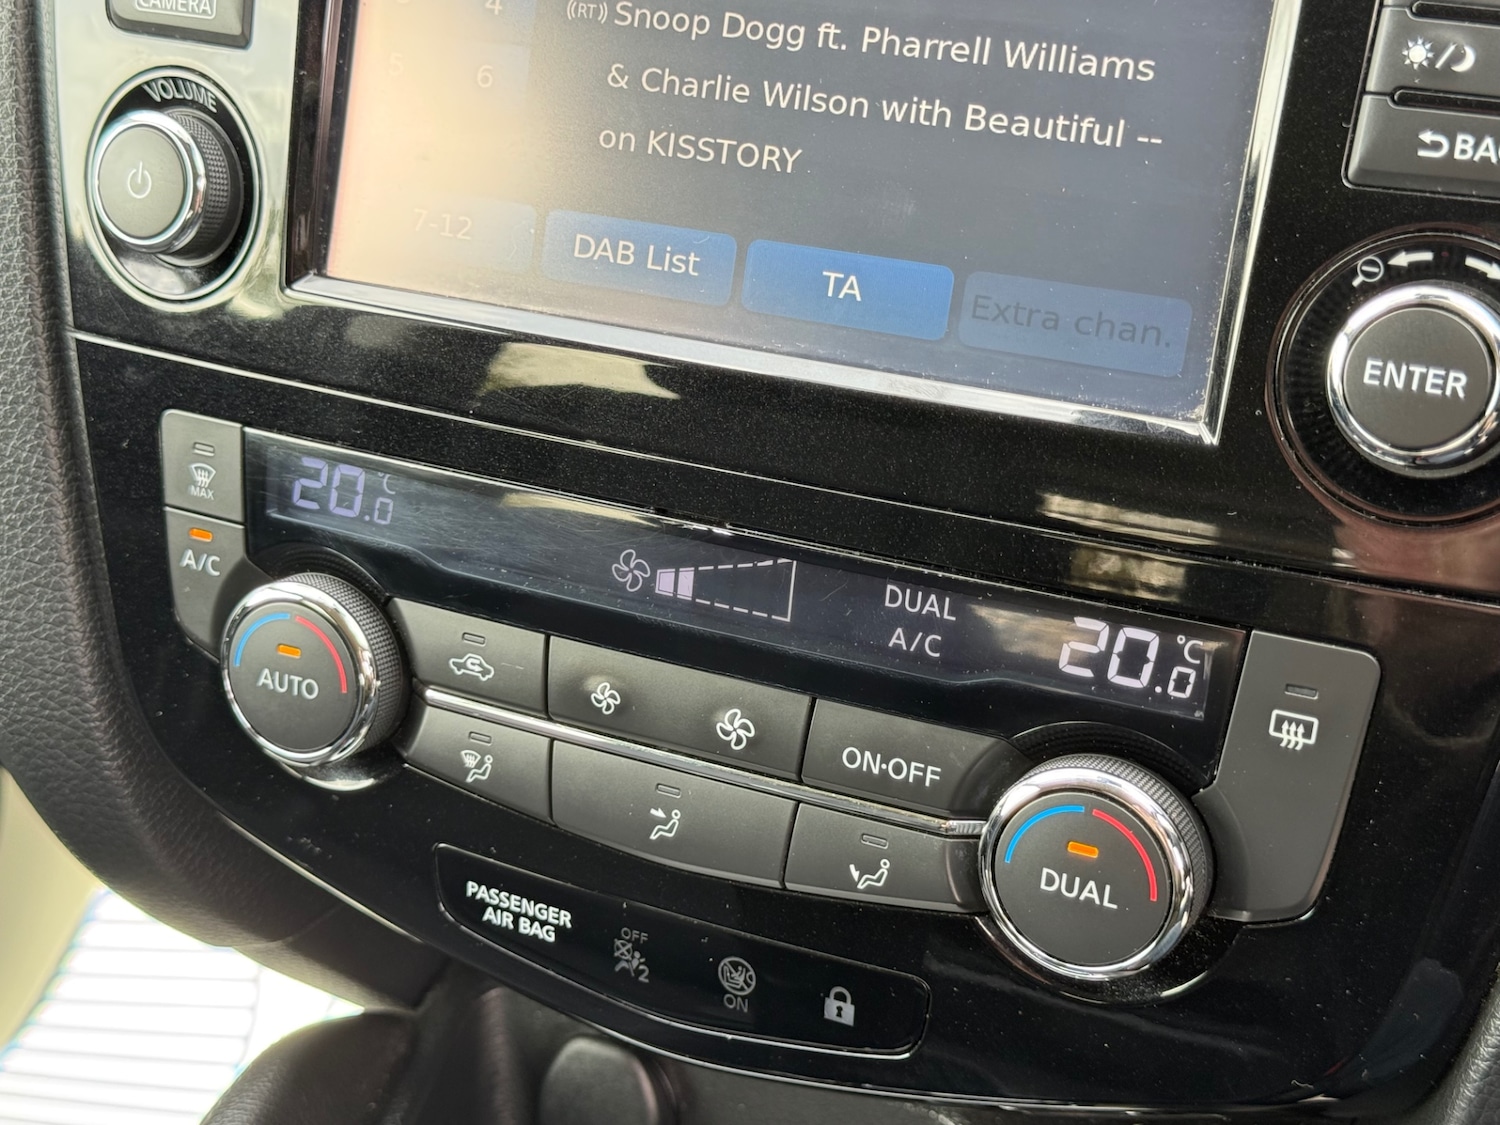 CAMERA
VOLUME
4
6
5
((RT)) Snoop Dogg ft. Pharrell Williams
& Charlie Wilson with Beautiful --
on KISSTORY
7-12
DAB List
TA
Extra chan.
BAC
ENTER
MAX
A/C
20.0
°C
DUAL
A/C
20.0
°C
AUTO
ON·OFF
DUAL
PASSENGER
AIR BAG
OFF
2
ON